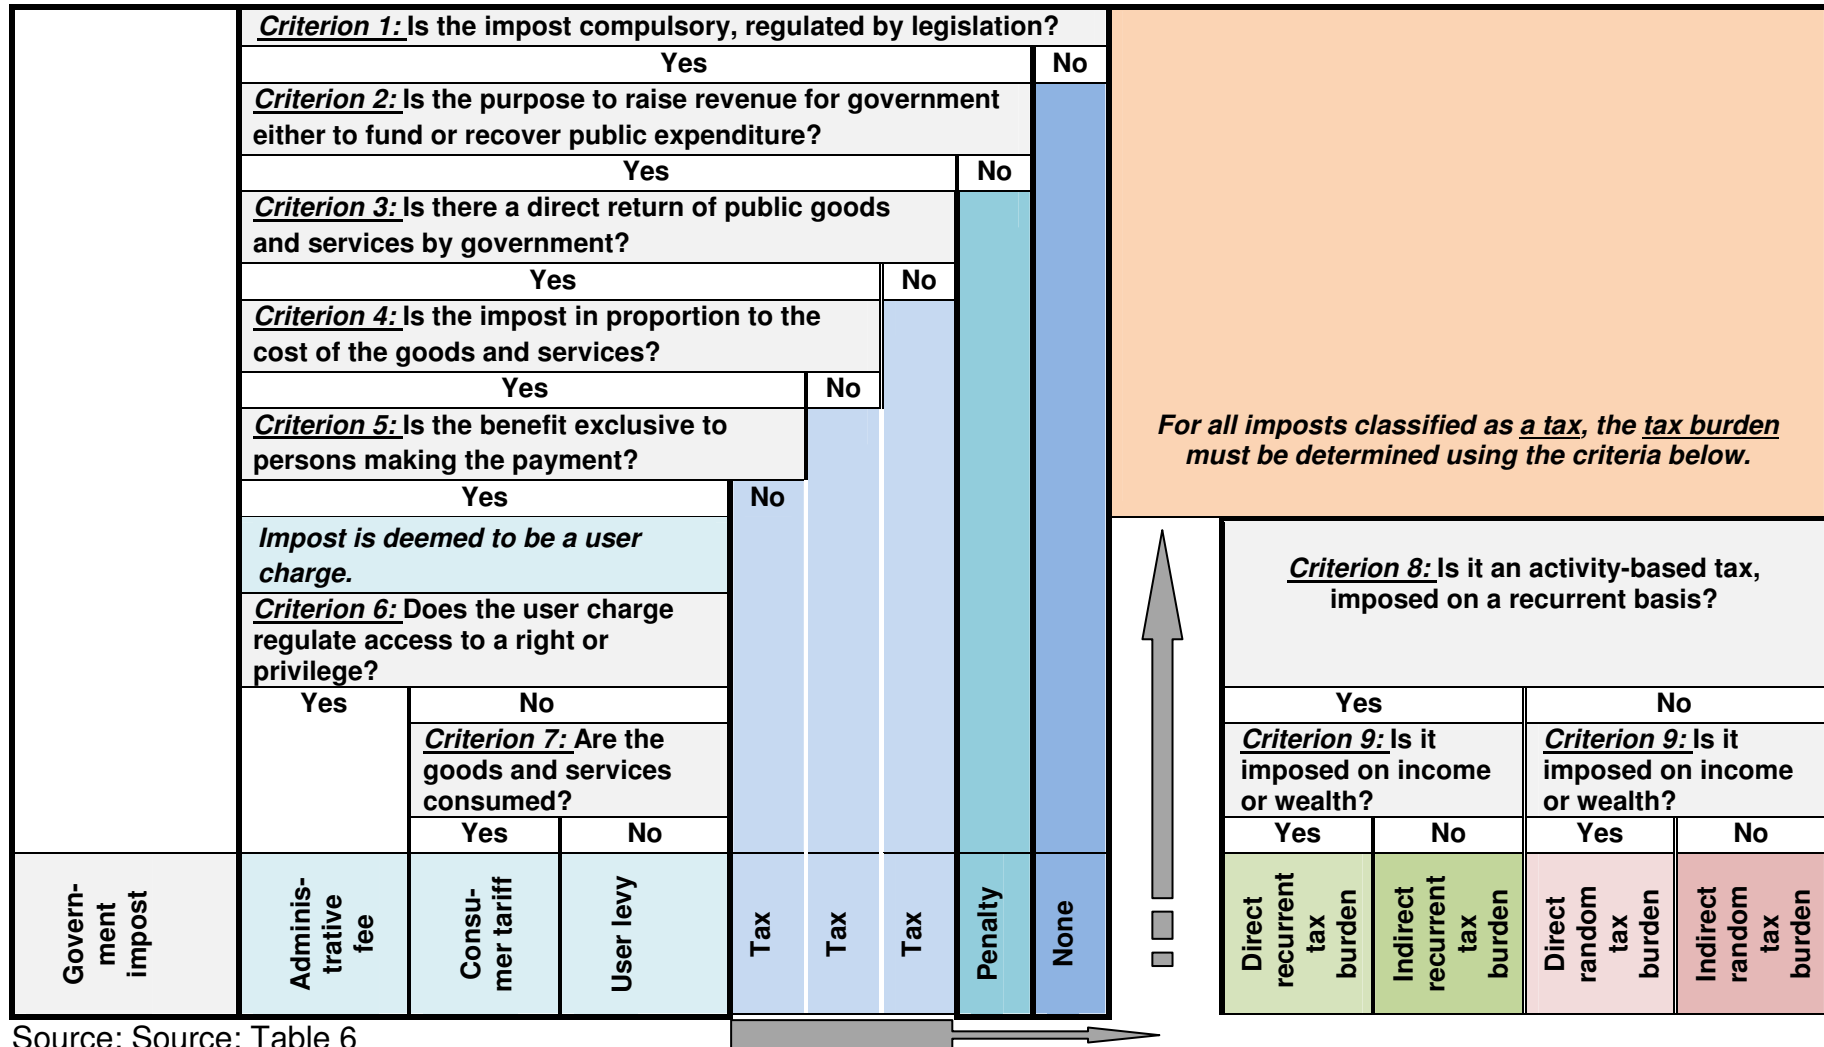 Criterion 1: Is the impost compulsory, regulated by legislation?
Yes
No
Criterion 2: Is the purpose to raise revenue for government
either to fund or recover public expenditure?
Yes
No
Criterion 3: Is there a direct return of public goods
and services by government?
Yes
No
Criterion 4: Is the impost in proportion to the
cost of the goods and services?
Yes
No
Criterion 5: Is the benefit exclusive to
persons making the payment?
Yes
No
Impost is deemed to be a user
charge.
Criterion 6: Does the user charge
regulate access to a right or
privilege?
Yes
No
Criterion 7: Are the
goods and services
consumed?
Yes
No
For all imposts classified as a tax, the tax burden
must be determined using the criteria below.
Criterion 8: Is it an activity-based tax,
imposed on a recurrent basis?
Yes
No
Criterion 9: Is it
imposed on income
or wealth?
Criterion 9: Is it
imposed on income
or wealth?
Yes
No
Yes
No
Govern-
ment
impost
Adminis-
trative
fee
Consu-
mer tariff
User levy
Tax
Tax
Tax
Penalty
None
Direct
recurrent
tax
burden
Indirect
recurrent
tax
burden
Direct
random
tax
burden
Indirect
random
tax
burden
Source: Source: Table 6